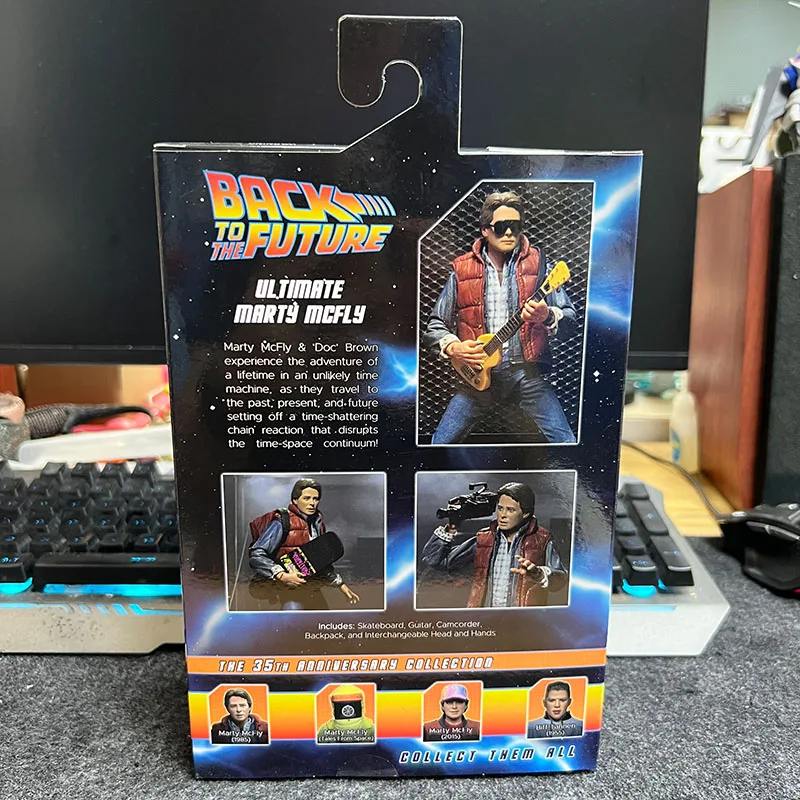 BACK
TO
THE FUTURE
ULTIMATE
MARTY MCFLY
Marty McFly & 'Doc' Brown
experience the adventure of
a lifetime in an unlikely time
machine, as they travel to
the past, present, and future
setting off a time-shattering
chain reaction that disrupts
the time-space continuum!
Includes: Skateboard, Guitar, Camcorder,
Backpack, and Interchangeable Head and Hands
THE 35TH ANNIVERSARY COLLECTION
Marty McFly
(1985)
Marty McFly
(Tales From Space)
Marty McFly
(2015)
Biff Tannen
(1955)
COLLECT THEM ALL